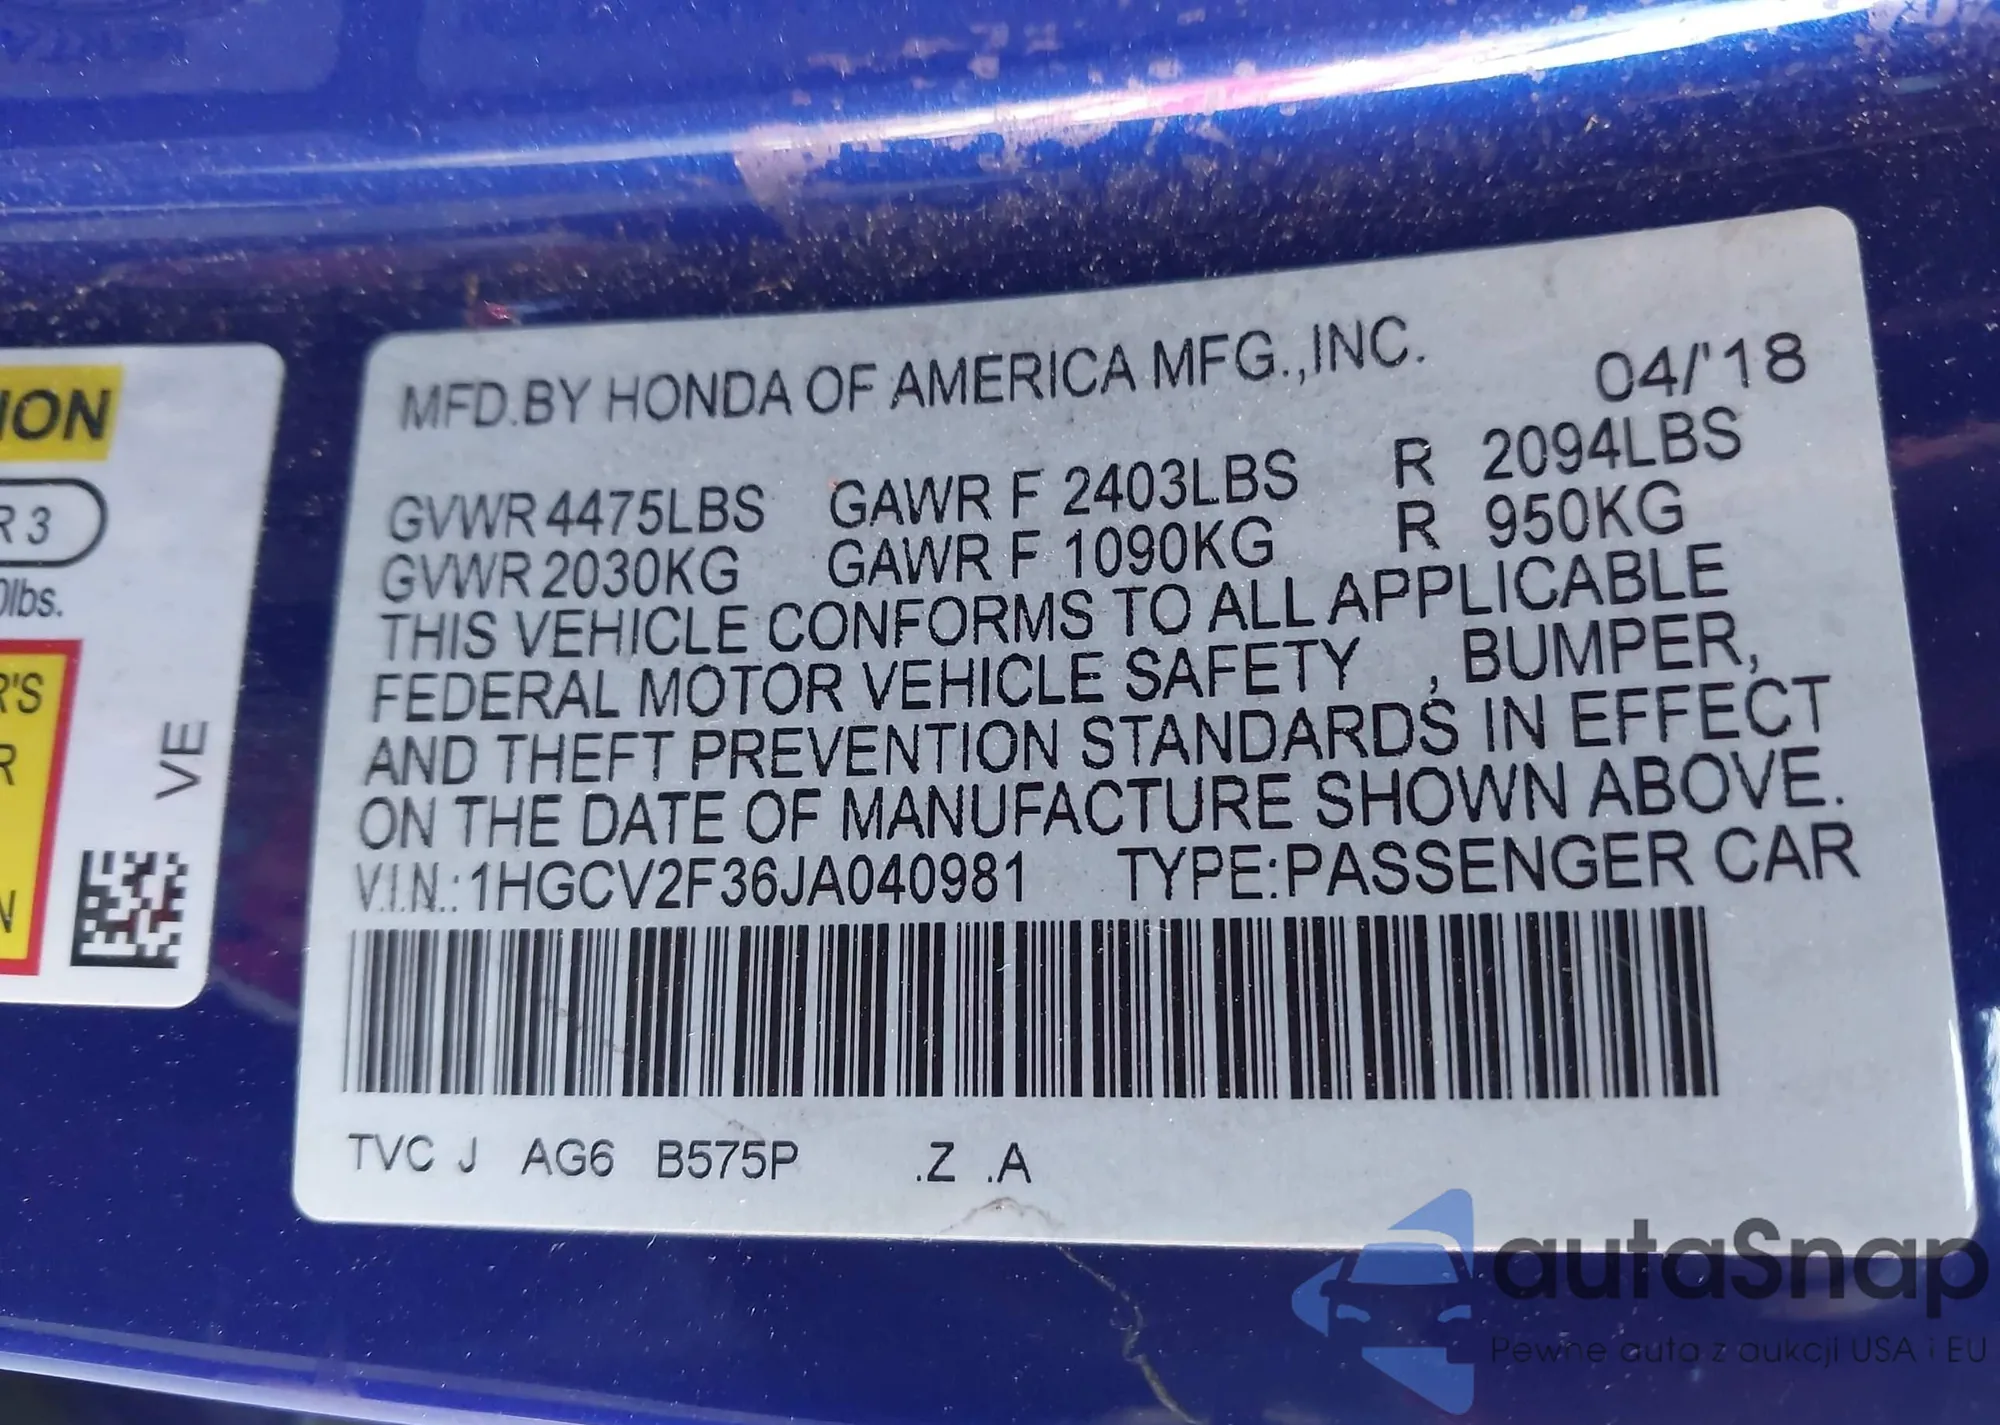 ION
R 3
0lbs.
R'S
R
N
VE
MFD.BY HONDA OF AMERICA MFG.,INC. 04/'18
GVWR 4475LBS GAWR F 2403LBS R 2094LBS
GVWR 2030KG GAWR F 1090KG R 950KG
THIS VEHICLE CONFORMS TO ALL APPLICABLE
FEDERAL MOTOR VEHICLE SAFETY , BUMPER,
AND THEFT PREVENTION STANDARDS IN EFFECT
ON THE DATE OF MANUFACTURE SHOWN ABOVE.
V.I.N.: 1HGCV2F36JA040981 TYPE:PASSENGER CAR
TVC J AG6 B575P .Z .A
autaSnap
Pewne auta z aukcji USA i EU